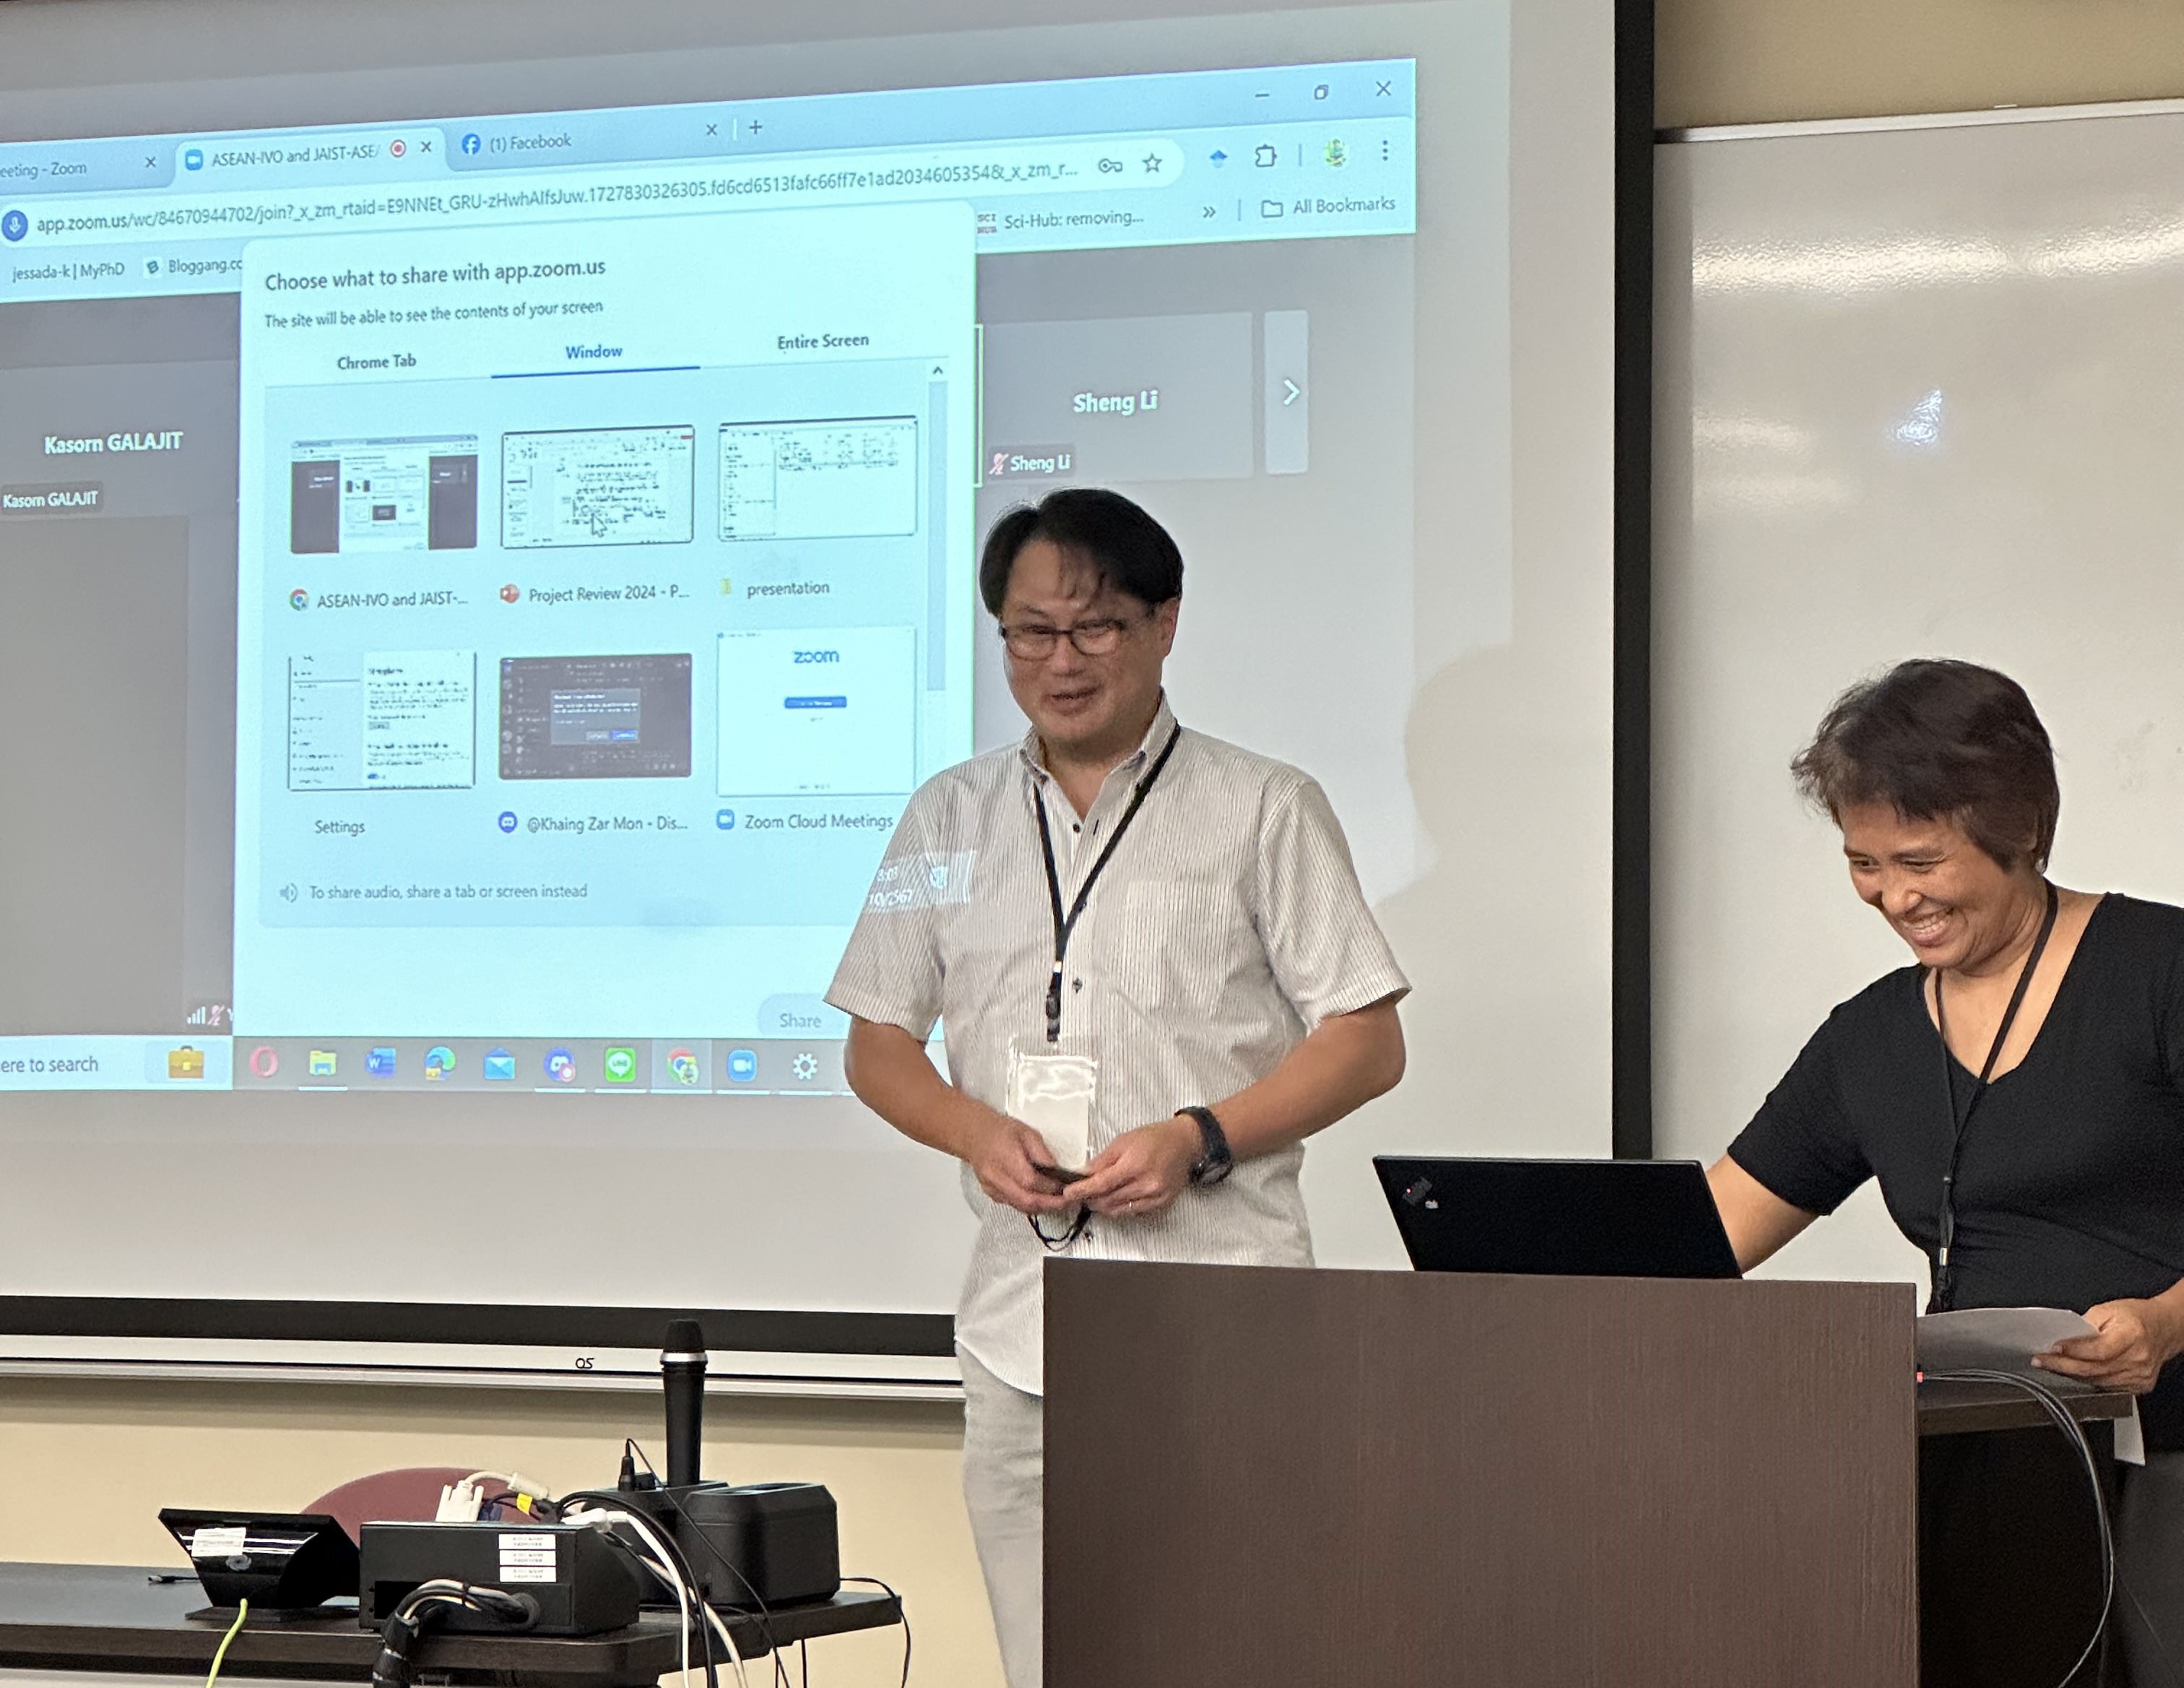 eeting - Zoom
ASEAN-IVO and JAIST-ASE
(1) Facebook
app.zoom.us/wc/84670944702/join?_x_zm_rtaid=E9NNEt_GRU-zHwhAIfsJuw.1727830326305.fd6cd6513fafc66ff7e1ad2034605354&_x_zm_r...
jessada-k | MyPhD
Bloggang.cc
SCI HUB
Sci-Hub: removing...
»
All Bookmarks
Choose what to share with app.zoom.us
The site will be able to see the contents of your screen
Chrome Tab
Window
Entire Screen
Kasorn GALAJIT
Kasorn GALAJIT
Sheng Li
Sheng Li
ASEAN-IVO and JAIST-...
Project Review 2024 - P...
presentation
zoom
Settings
@Khaing Zar Mon - Dis...
Zoom Cloud Meetings
To share audio, share a tab or screen instead
Share
ere to search
LINE
05